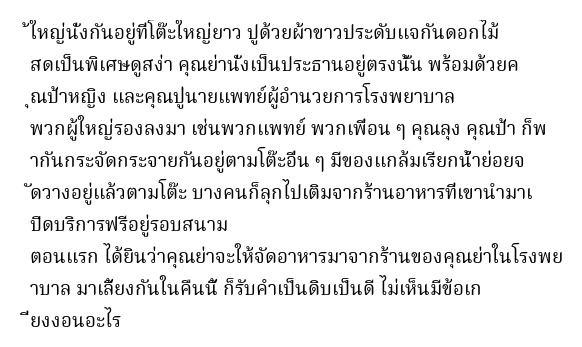 ้ใหญ่นั่งกันอยู่ที่โต๊ะใหญ่ยาว ปูด้วยผ้าขาวประดับแจกันดอกไม้
สดเป็นพิเศษดูสง่า คุณย่านั่งเป็นประธานอยู่ตรงนั้น พร้อมด้วยค
ุณป้าหญิง และคุณปูนายแพทย์ผู้อำนวยการโรงพยาบาล
พวกผู้ใหญ่รองลงมา เช่นพวกแพทย์ พวกเพื่อน ๆ คุณลุง คุณป้า ก็พ
ากันกระจัดกระจายกันอยู่ตามโต๊ะอื่น ๆ มีของแกล้มเรียกน้ำย่อยจ
ัดวางอยู่แล้วตามโต๊ะ บางคนก็ลุกไปเติมจากร้านอาหารที่เขานำมาเ
ปิดบริการฟรีอยู่รอบสนาม
ตอนแรก ได้ยินว่าคุณย่าจะให้จัดอาหารมาจากร้านของคุณย่าในโรงพย
าบาล มาเลี้ยงกันในคืนนี้ ก็รับคำเป็นดิบเป็นดี ไม่เห็นมีข้อเก
ี่ยงงอนอะไร